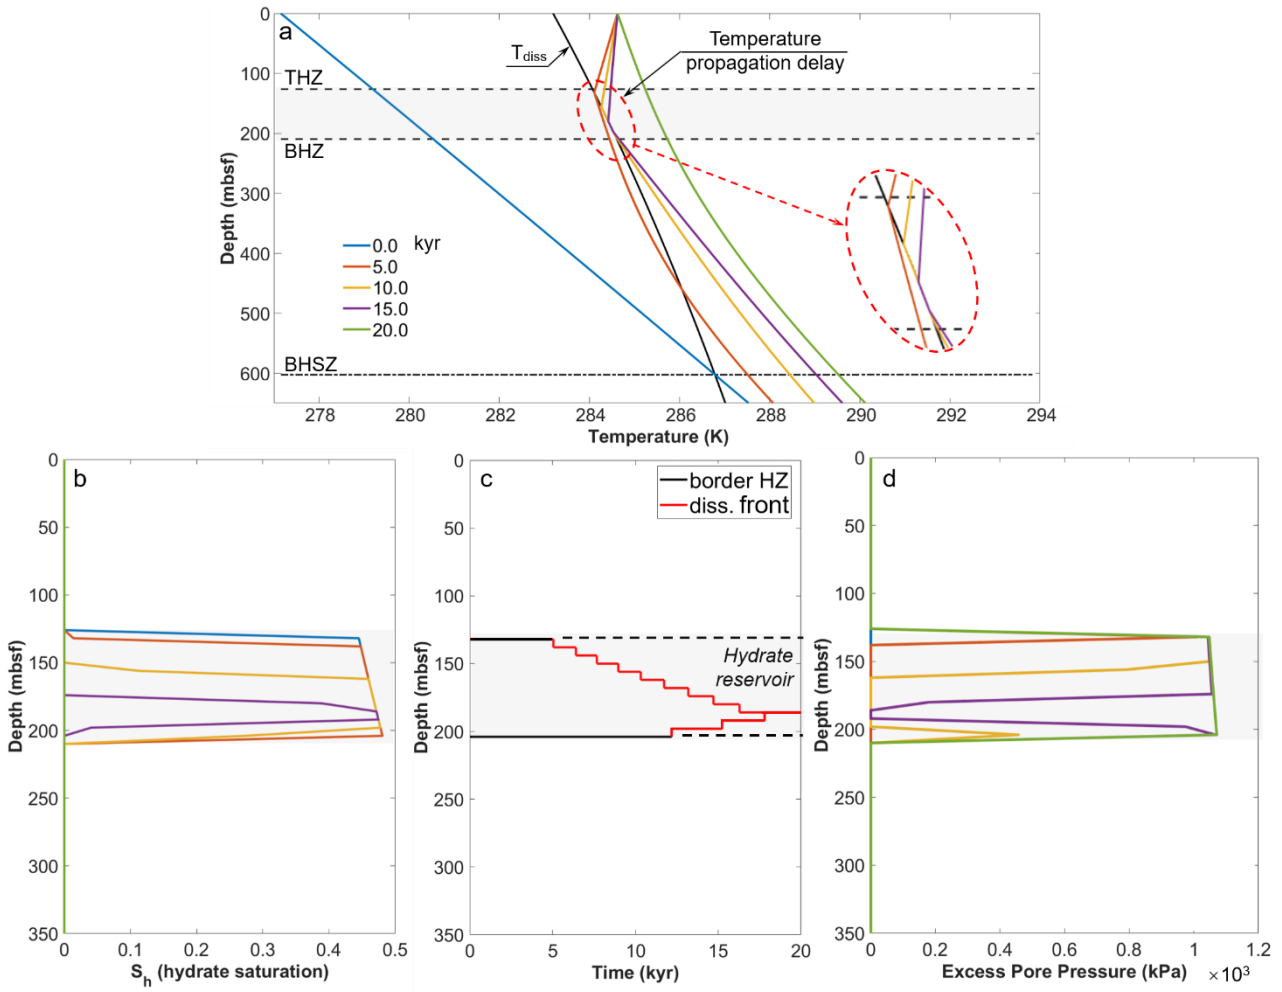 a
0
100
200
300
400
500
600
Depth (mbsf)
THZ
BHZ
BHSZ
T_diss
Temperature
propagation delay
0.0 kyr
5.0
10.0
15.0
20.0
278 280 282 284 286 288 290 292 294
Temperature (K)
b
0
50
100
150
200
250
300
350
Depth (mbsf)
0 0.1 0.2 0.3 0.4 0.5
S_h (hydrate saturation)
c
border HZ
diss. front
Hydrate
reservoir
0
50
100
150
200
250
300
350
Depth (mbsf)
0 5 10 15 20
Time (kyr)
d
0
50
100
150
200
250
300
350
Depth (mbsf)
0 0.2 0.4 0.6 0.8 1 1.2
Excess Pore Pressure (kPa) ×10³